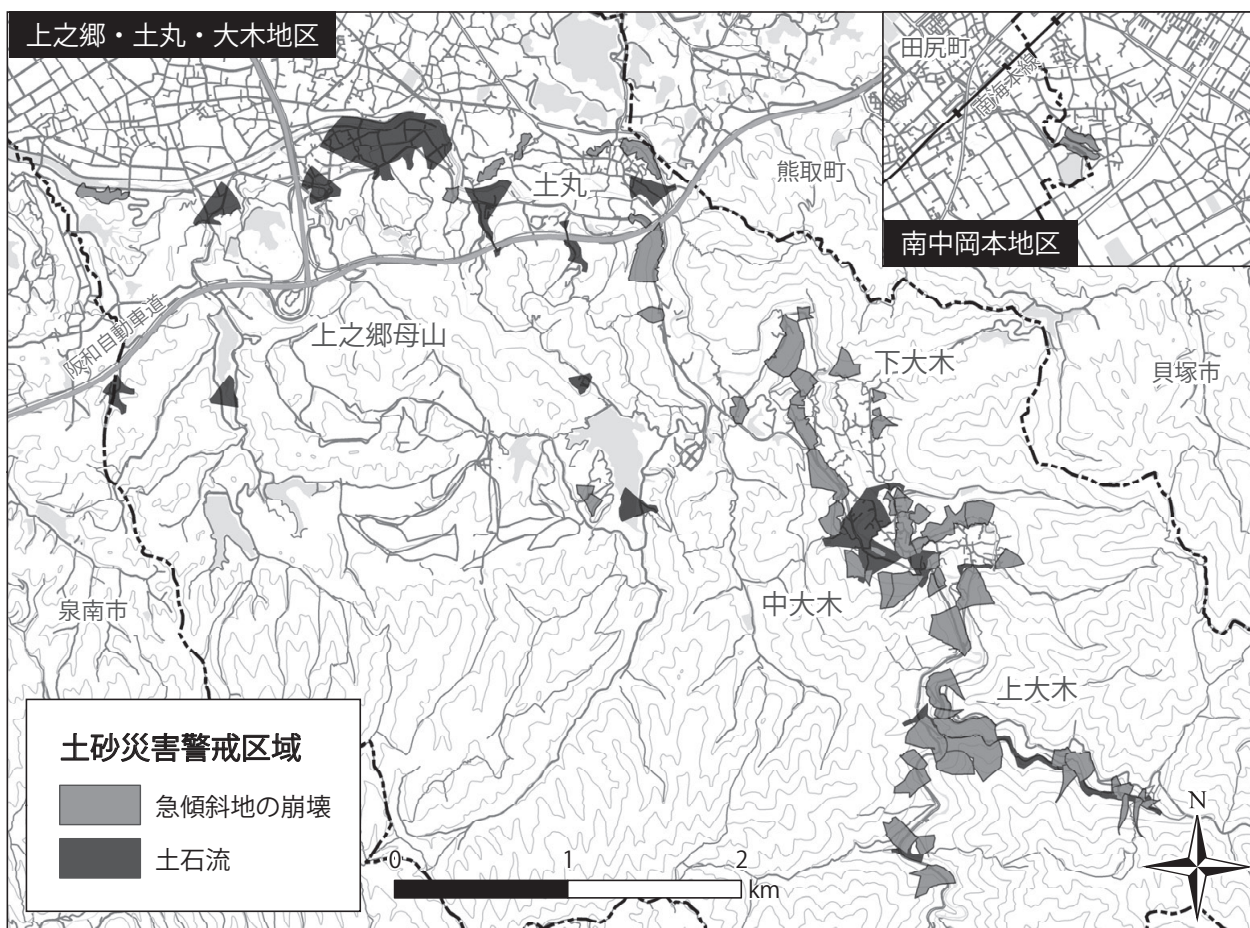 上之郷・土丸・大木地区
田尻町
南海本線
南中岡本地区
土丸
熊取町
阪和自動車道
上之郷母山
下大木
貝塚市
泉南市
中大木
上大木
土砂災害警戒区域
急傾斜地の崩壊
土石流
0 1 2
km
N